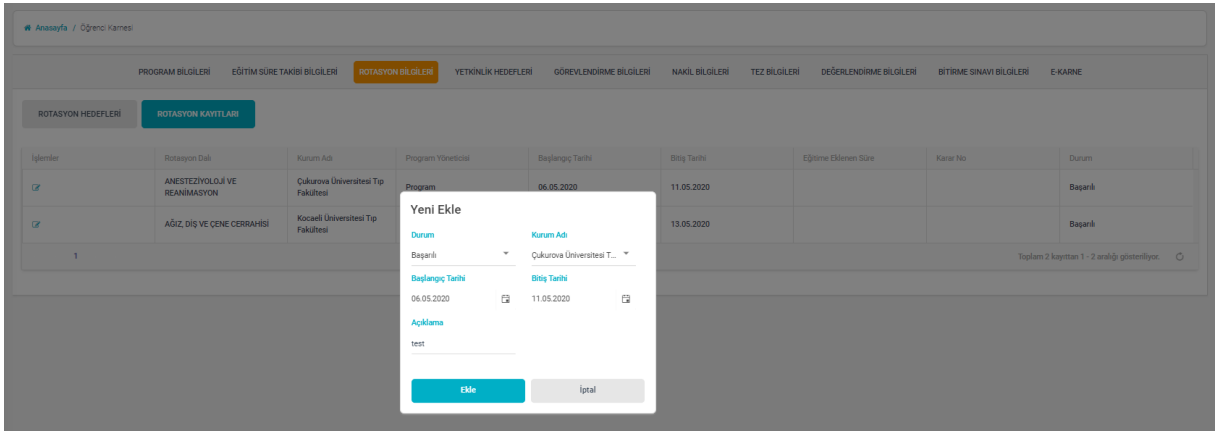 Anasayfa / Öğrenci Karnesi
PROGRAM BİLGİLERİ EĞİTİM SÜRE TAKİBİ BİLGİLERİ ROTASYON BİLGİLERİ YETKİNLİK HEDEFLERİ GÖREVLENDİRME BİLGİLERİ NAKİL BİLGİLERİ TEZ BİLGİLERİ DEĞERLENDİRME BİLGİLERİ BİTİRME SINAVI BİLGİLERİ E-KARNE
ROTASYON HEDEFLERİ ROTASYON KAYITLARI
İşlemler Rotasyon Dalı Kurum Adı Program Yöneticisi Başlangıç Tarihi Bitiş Tarihi Eğitime Eklenen Süre Karar No Durum
ANESTEZİYOLOJİ VE
REANİMASYON
Çukurova Üniversitesi Tıp
Fakültesi
Program 06.05.2020 11.05.2020 Başarılı
AĞIZ, DİŞ VE ÇENE CERRAHİSİ
Kocaeli Üniversitesi Tıp
Fakültesi
13.05.2020 Başarılı
1 Toplam 2 kayıttan 1 - 2 aralığı gösteriliyor.
Yeni Ekle
Durum Kurum Adı
Başarılı Çukurova Üniversitesi T...
Başlangıç Tarihi Bitiş Tarihi
06.05.2020 11.05.2020
Açıklama
test
Ekle İptal